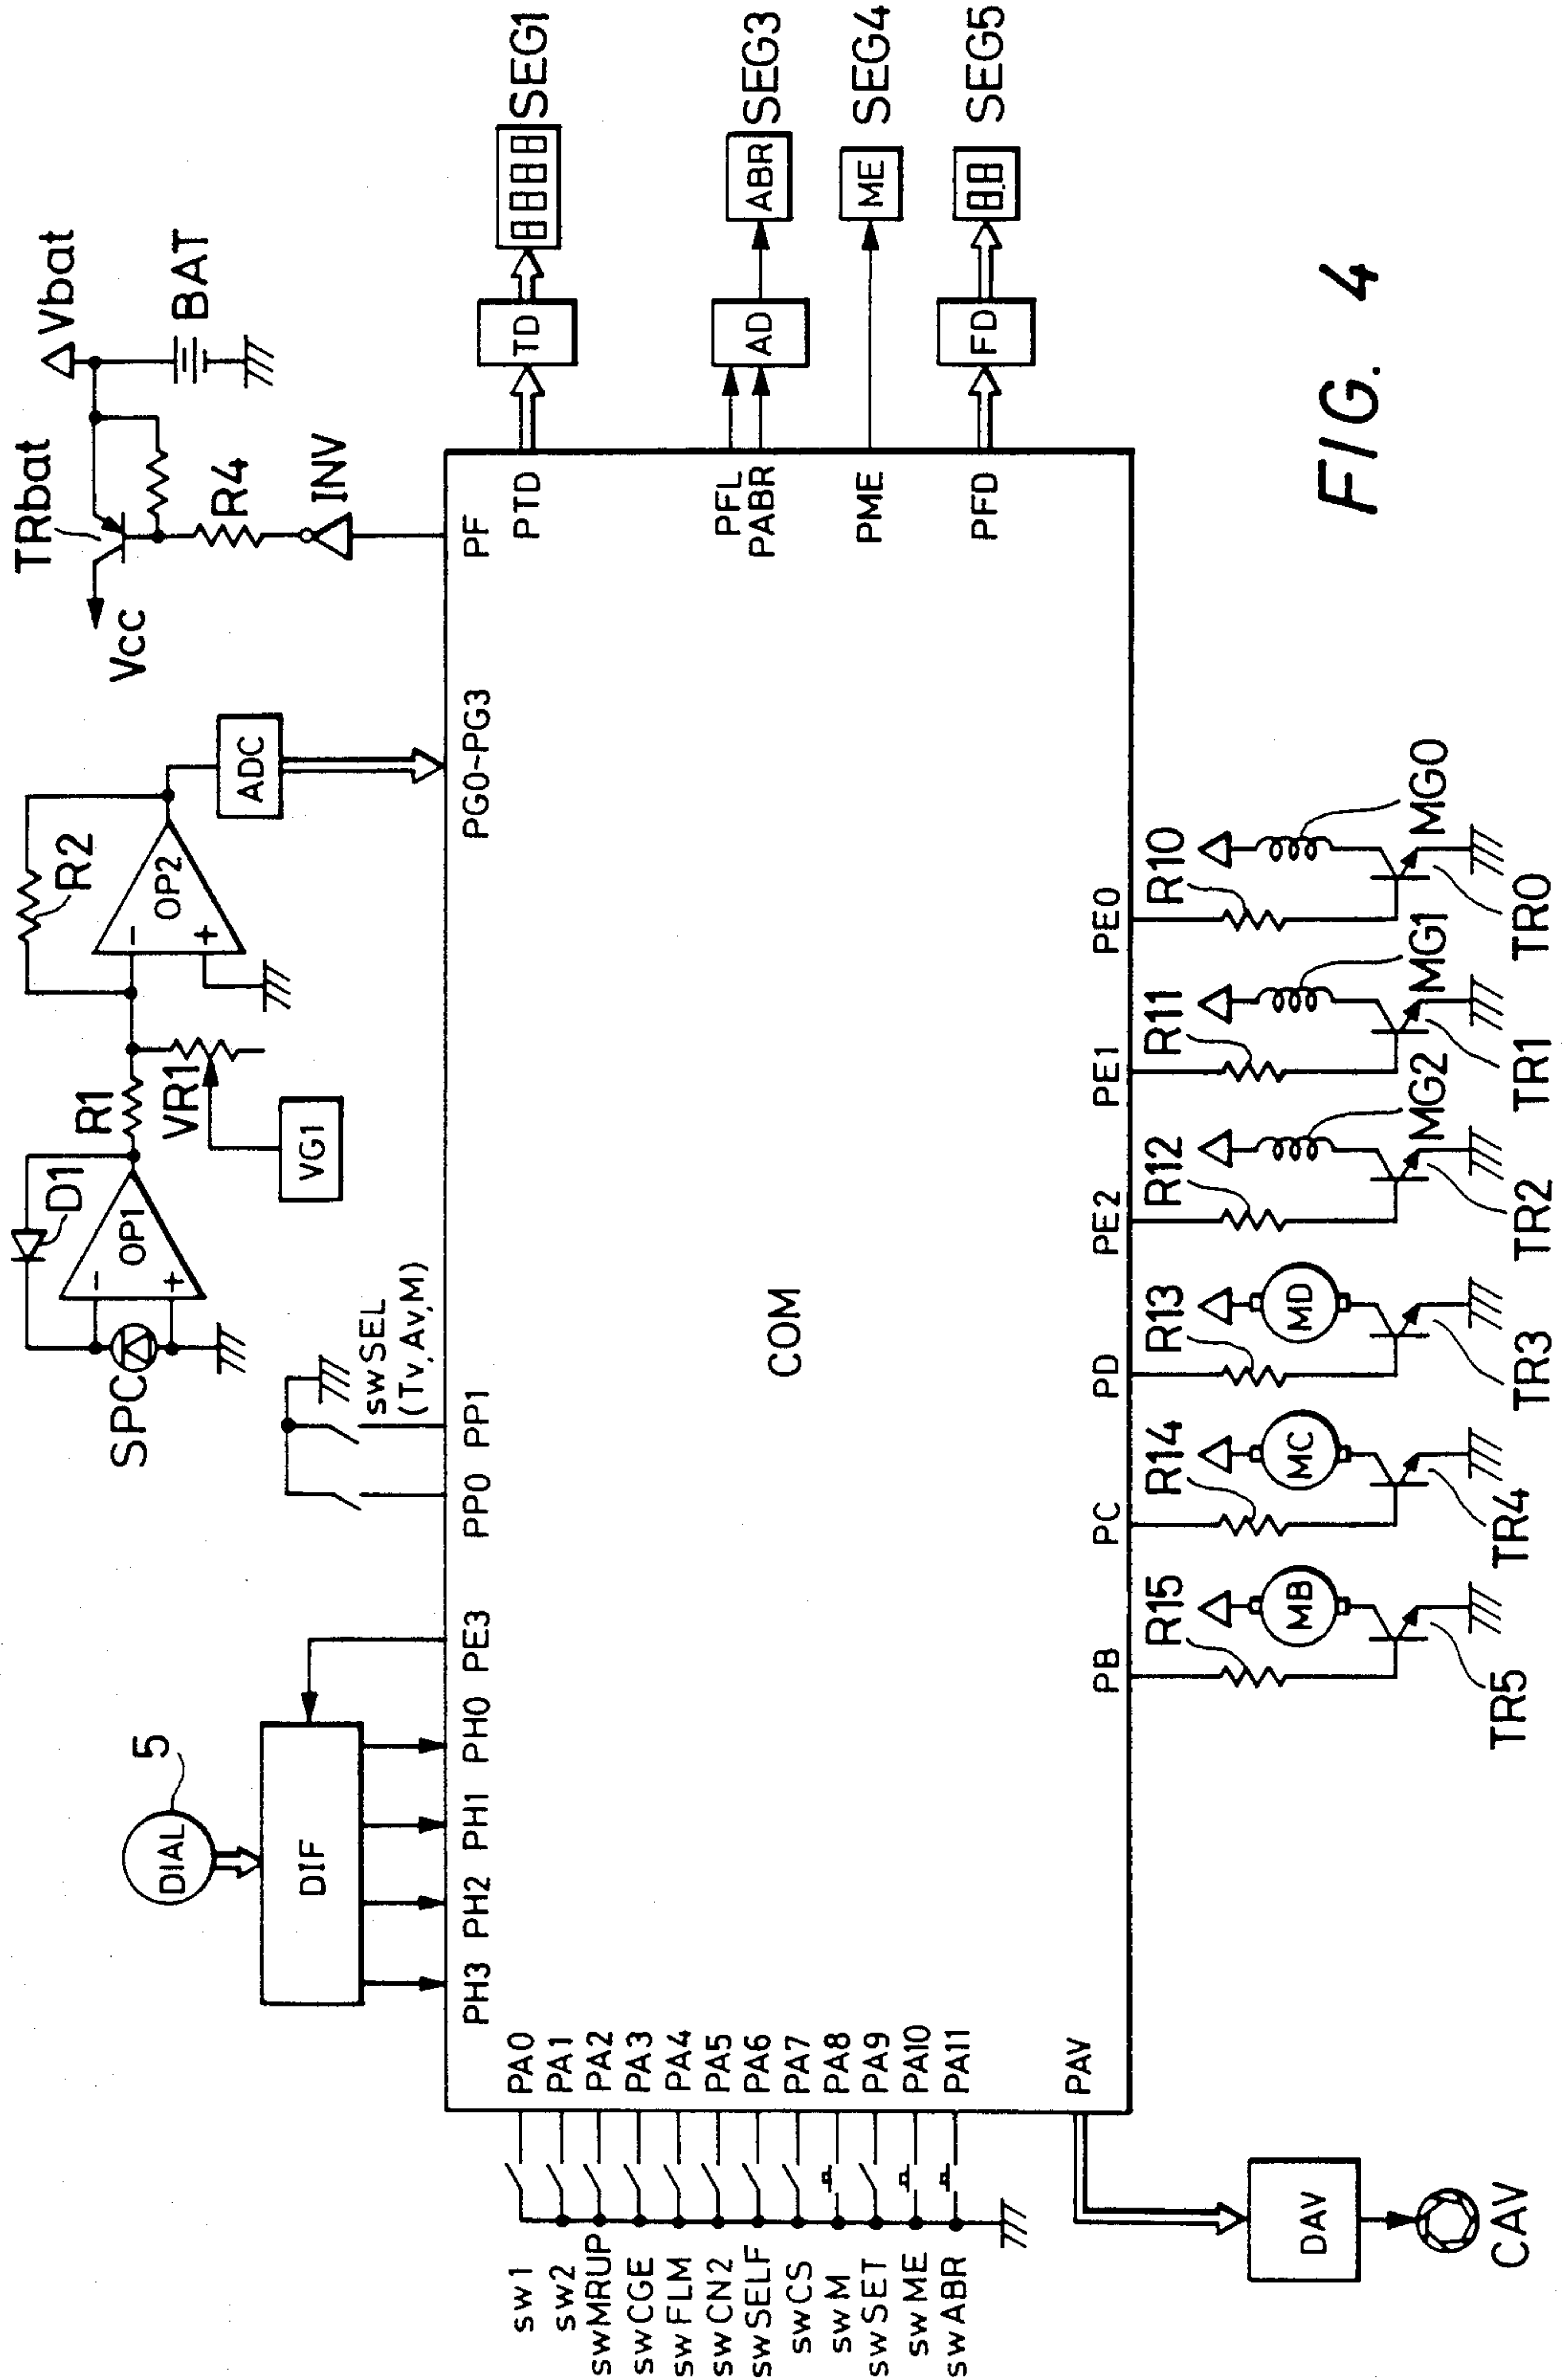 FIG. 4
SPC
D1
OP1
-
+
R1
VR1
VG1
R2
OP2
-
+
ADC
TRbat
Vbat
BAT
Vcc
R4
INV
5
DIAL
DIF
swSEL
(Tv,Av,M)
PH3
PH2
PH1
PH0
PE3
PP0
PP1
PG0~PG3
PF
sw1
sw2
swMRUP
swCGE
swFLM
swCN2
swSELF
swCS
swM
swSET
swME
swABR
PA0
PA1
PA2
PA3
PA4
PA5
PA6
PA7
PA8
PA9
PA10
PA11
PAV
COM
PTD
PFL
PABR
PME
PFD
TD
AD
FD
8888
ABR
ME
8.8
SEG1
SEG3
SEG4
SEG5
PB
PC
PD
PE2
PE1
PE0
R15
R14
R13
R12
R11
R10
MB
MC
MD
MG2
MG1
MG0
TR5
TR4
TR3
TR2
TR1
TR0
DAV
CAV